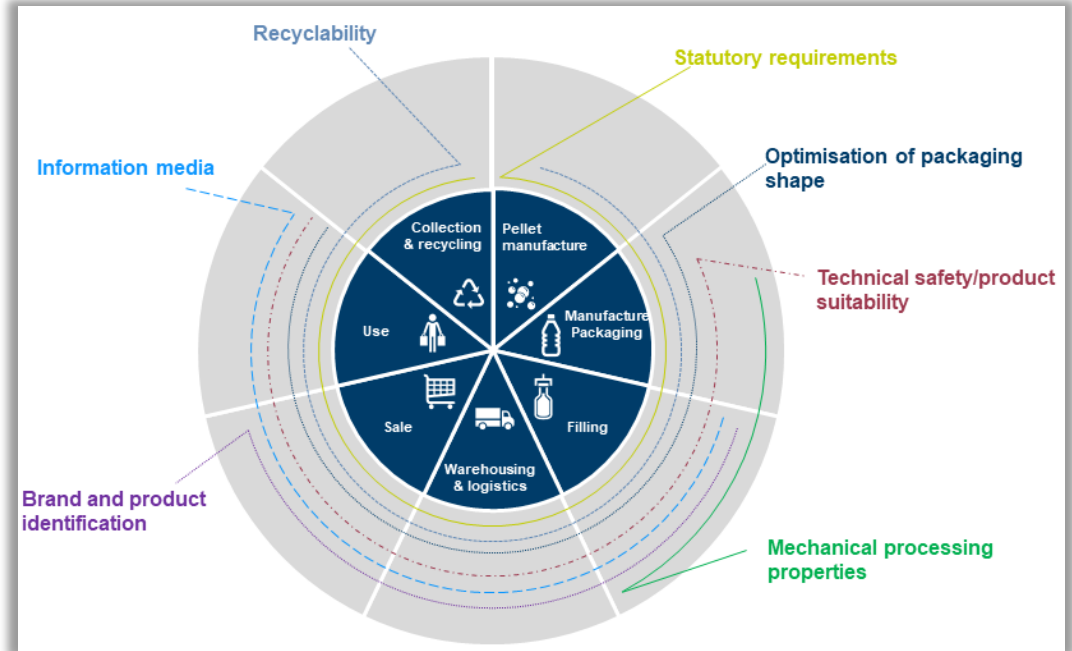 Recyclability
Statutory requirements
Information media
Optimisation of packaging
shape
Technical safety/product
suitability
Brand and product
identification
Mechanical processing
properties
Collection
& recycling
Pellet
manufacture
Use
Manufacture
Packaging
Sale
Filling
Warehousing
& logistics